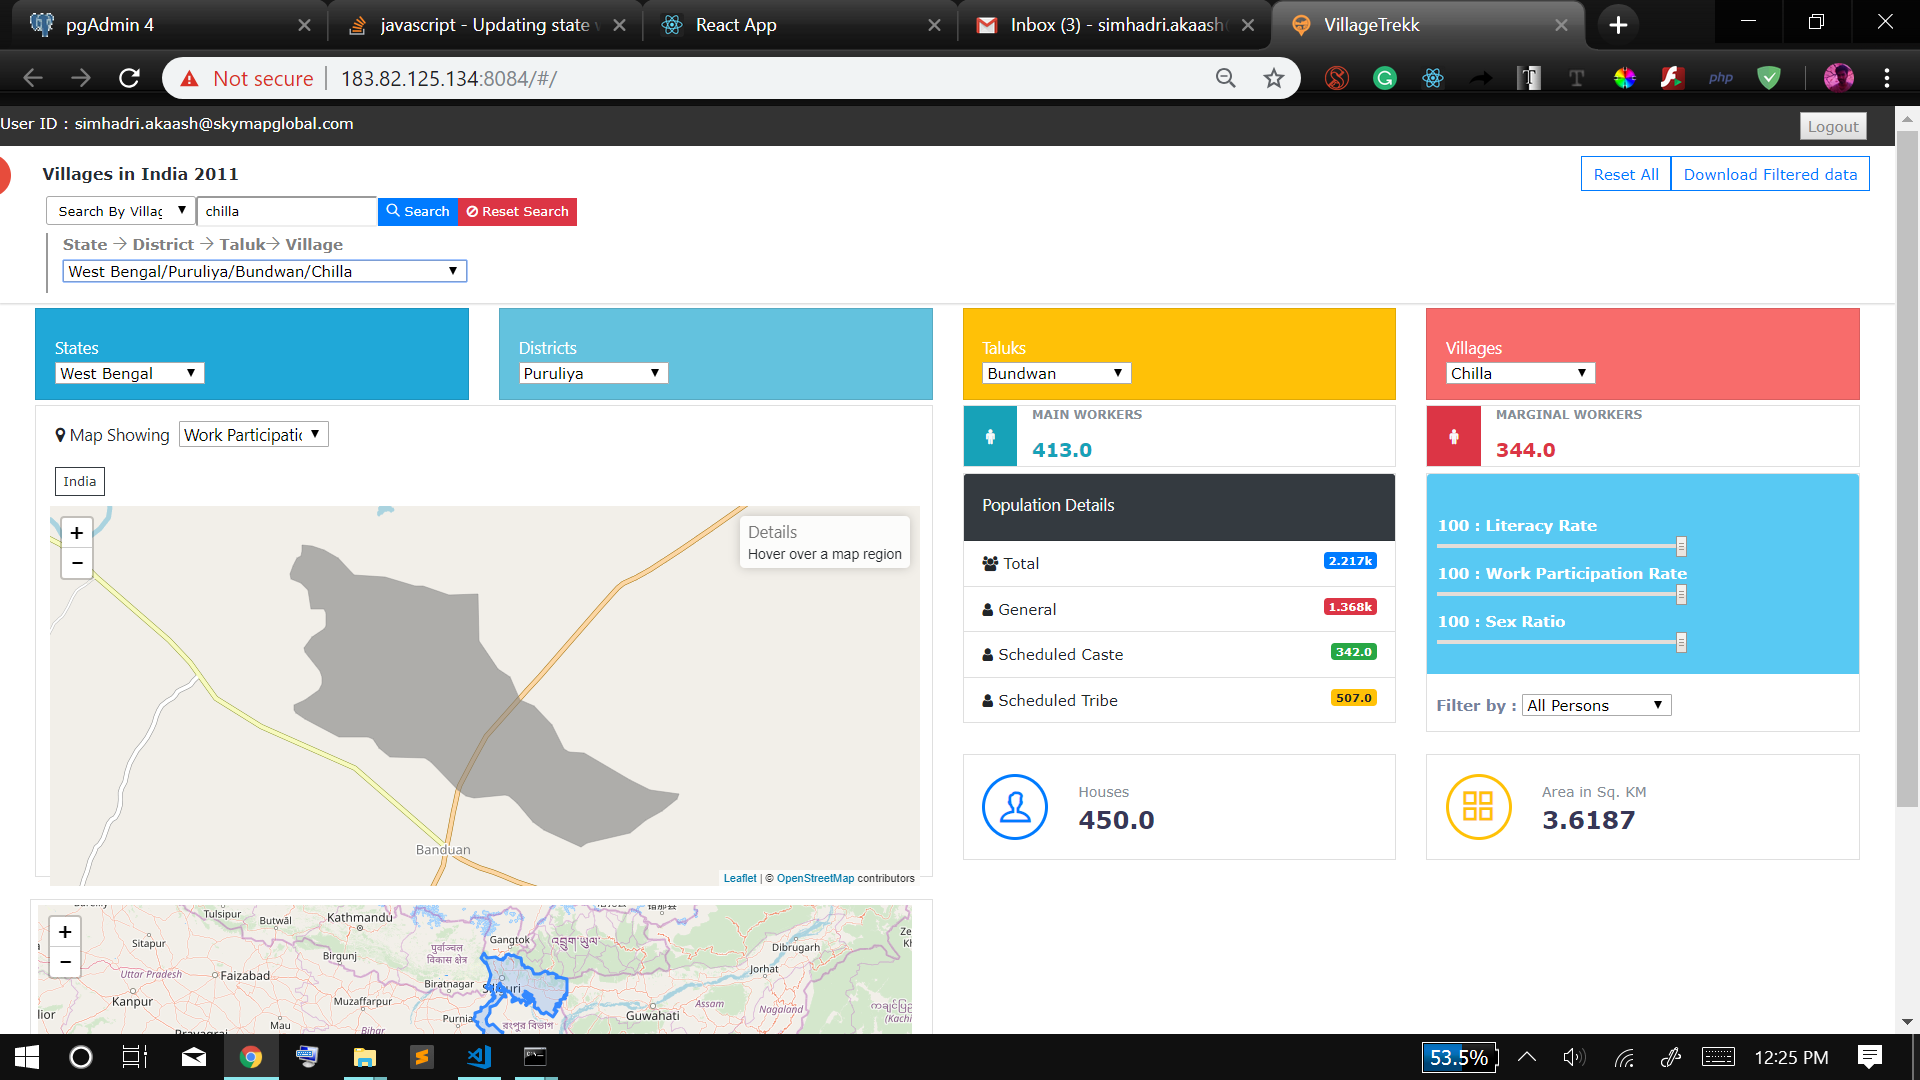 pgAdmin 4
javascript - Updating state
React App
Inbox (3) - simhadri.akaash
VillageTrekk
Not secure
183.82.125.134:8084/#/
php
User ID : simhadri.akaash@skymapglobal.com
Logout
Villages in India 2011
Reset All
Download Filtered data
Search By Villag
chilla
Search
Reset Search
State → District → Taluk→ Village
West Bengal/Puruliya/Bundwan/Chilla
States
West Bengal
Districts
Puruliya
Taluks
Bundwan
Villages
Chilla
Map Showing
Work Participatic
India
+
−
Details
Hover over a map region
Banduan
Leaflet | © OpenStreetMap contributors
MAIN WORKERS
413.0
MARGINAL WORKERS
344.0
Population Details
Total
2.217k
General
1.368k
Scheduled Caste
342.0
Scheduled Tribe
507.0
100 : Literacy Rate
100 : Work Participation Rate
100 : Sex Ratio
Filter by :
All Persons
Houses
450.0
Area in Sq. KM
3.6187
+
−
Tulsipur
Butwāl
Kathmandu
Sitapur
Birgunj
पूर्वाञ्चल
विकास क्षेत्र
Gangtok
Dibrugarh
Uttar Pradesh
Faizabad
Biratnagar
Siliguri
Jorhat
Kanpur
Muzaffarpur
Purnia
Assam
Nagaland
Guwahati
Mau
Bihar
রংপুর বিভাগ
53.5%
12:25 PM